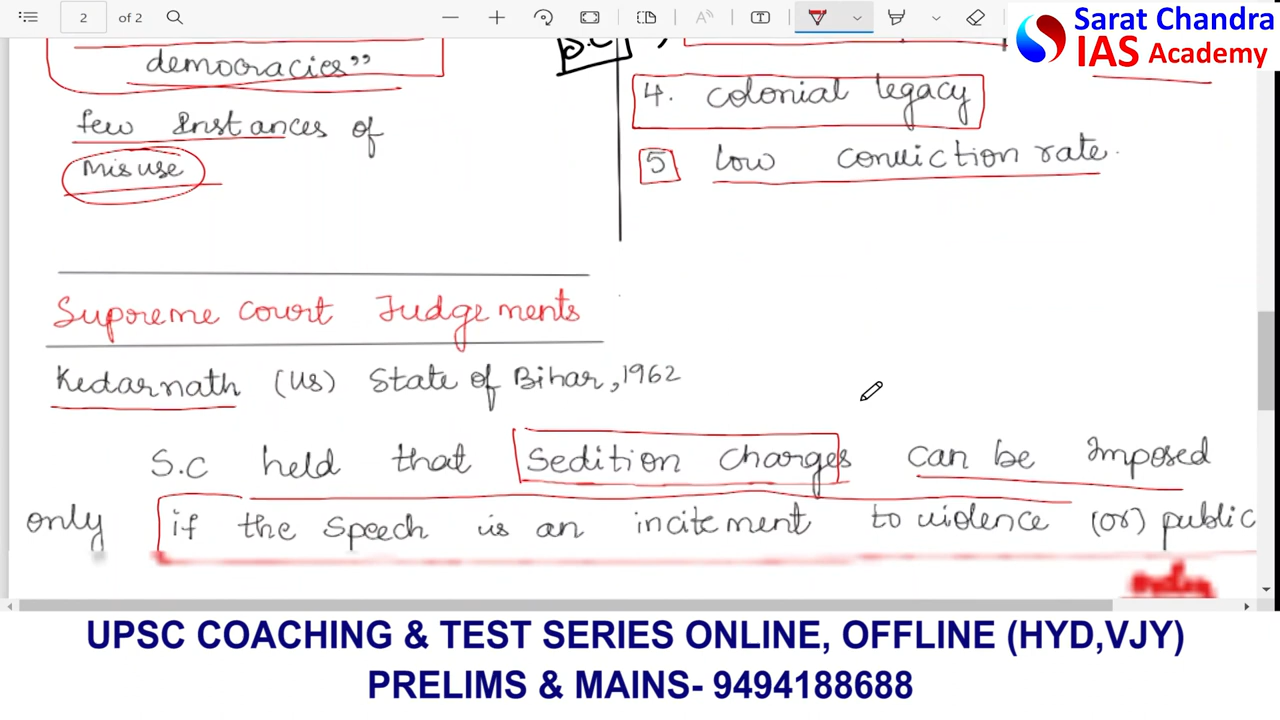 2 of 2
Sarat Chandra
IAS Academy
democracies”
few Instances of
misuse
S.C
4. colonial legacy
5 low conviction rate.
Supreme court Judgements
Kedarnath (Vs) State of Bihar, 1962
S.C held that Sedition charges can be Imposed
only if the speech is an incitement to violence (or) public
UPSC COACHING & TEST SERIES ONLINE, OFFLINE (HYD,VJY)
PRELIMS & MAINS- 9494188688